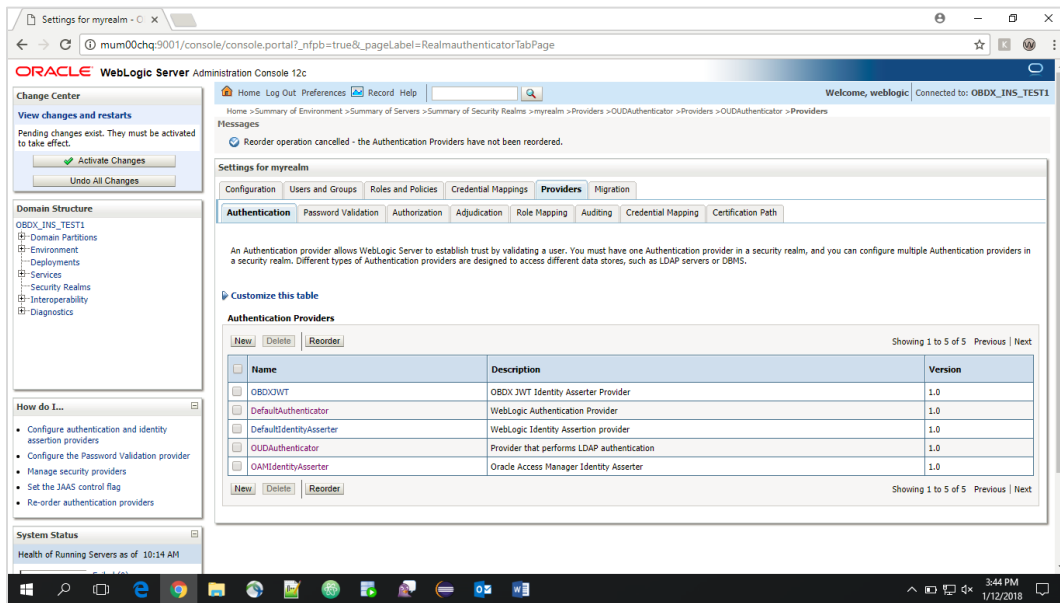 Settings for myrealm - O
mum00chq:9001/console/console.portal?_nfpb=true&_pageLabel=RealmauthenticatorTabPage
ORACLE WebLogic Server Administration Console 12c
Change Center
View changes and restarts
Pending changes exist. They must be activated
to take effect.
Activate Changes
Undo All Changes
Domain Structure
OBDX_INS_TEST1
Domain Partitions
Environment
Deployments
Services
Security Realms
Interoperability
Diagnostics
How do I...
Configure authentication and identity
assertion providers
Configure the Password Validation provider
Manage security providers
Set the JAAS control flag
Re-order authentication providers
System Status
Health of Running Servers as of 10:14 AM
Home Log Out Preferences Record Help
Welcome, weblogic Connected to: OBDX_INS_TEST1
Home >Summary of Environment >Summary of Servers >Summary of Security Realms >myrealm >Providers >OUDAuthenticator >Providers >OUDAuthenticator >Providers
Messages
Reorder operation cancelled - the Authentication Providers have not been reordered.
Settings for myrealm
Configuration Users and Groups Roles and Policies Credential Mappings Providers Migration
Authentication Password Validation Authorization Adjudication Role Mapping Auditing Credential Mapping Certification Path
An Authentication provider allows WebLogic Server to establish trust by validating a user. You must have one Authentication provider in a security realm, and you can configure multiple Authentication providers in
a security realm. Different types of Authentication providers are designed to access different data stores, such as LDAP servers or DBMS.
Customize this table
Authentication Providers
New Delete Reorder Showing 1 to 5 of 5 Previous | Next
Name Description Version
OBDXJWT OBDX JWT Identity Asserter Provider 1.0
DefaultAuthenticator WebLogic Authentication Provider 1.0
DefaultIdentityAsserter WebLogic Identity Assertion provider 1.0
OUDAuthenticator Provider that performs LDAP authentication 1.0
OAMIdentityAsserter Oracle Access Manager Identity Asserter 1.0
New Delete Reorder Showing 1 to 5 of 5 Previous | Next
3:44 PM
1/12/2018